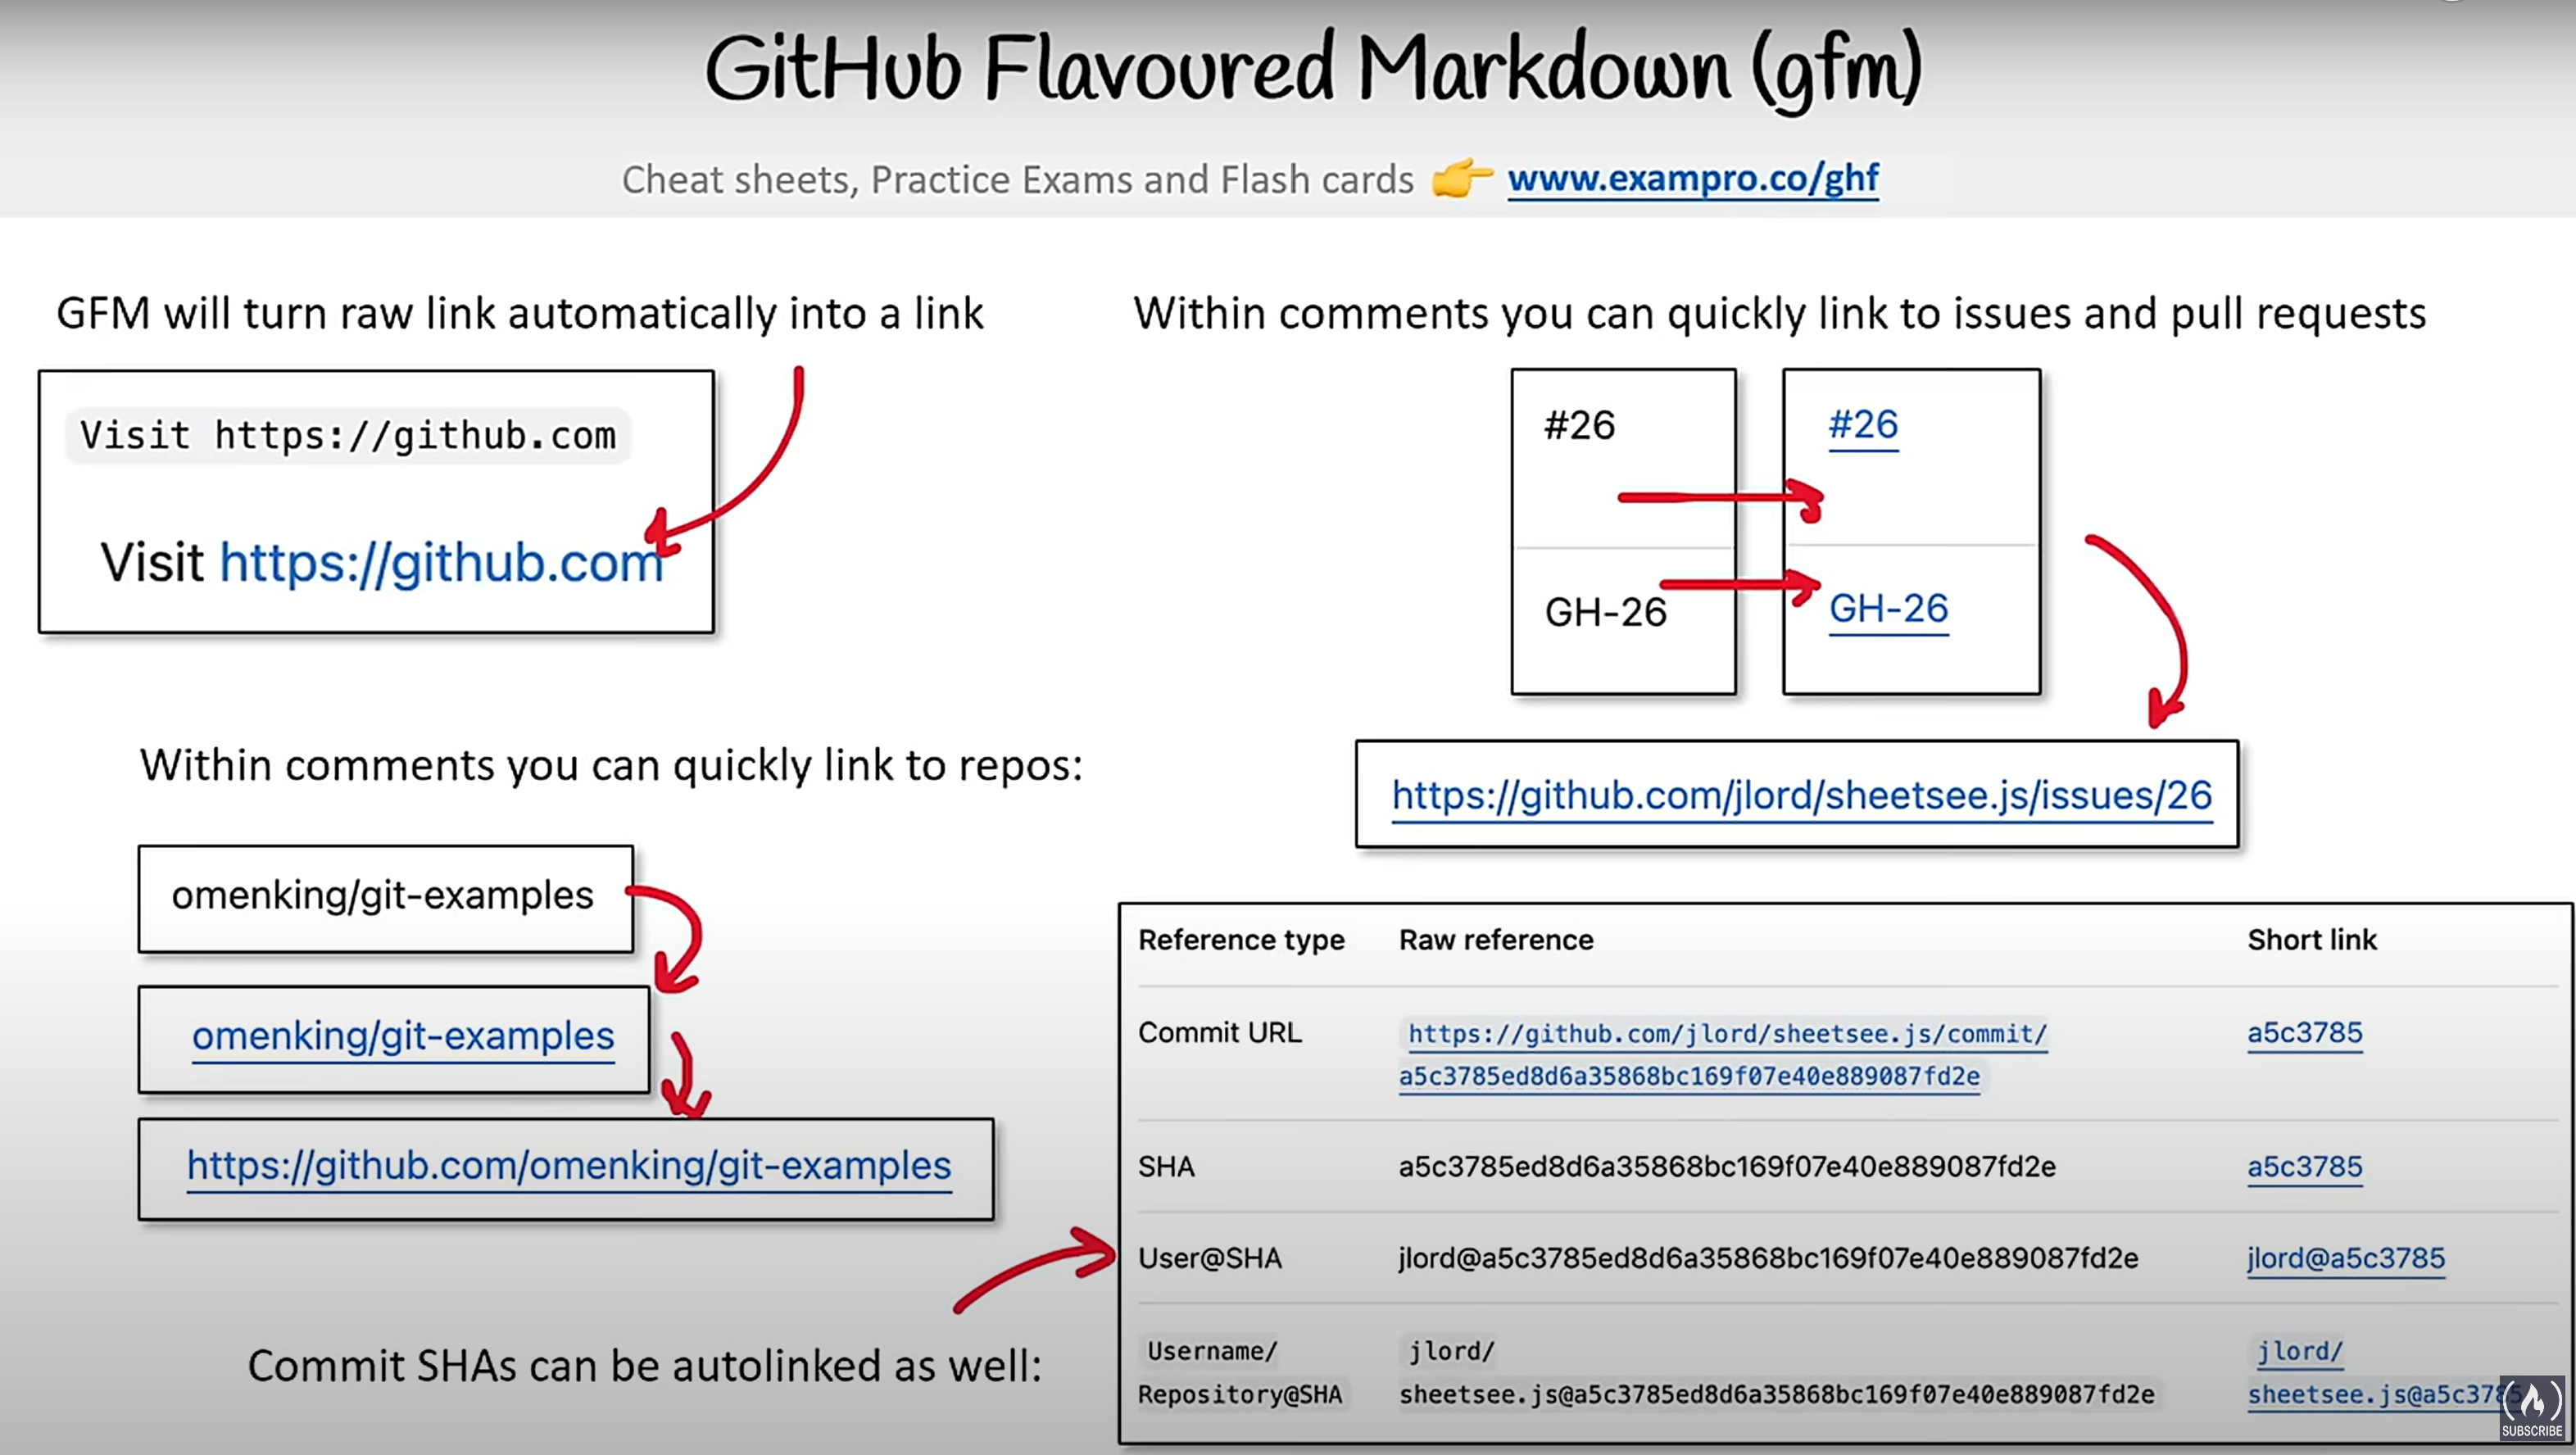 GitHub Flavoured Markdown (gfm)
Cheat sheets, Practice Exams and Flash cards 👉 www.exampro.co/ghf
GFM will turn raw link automatically into a link
Visit https://github.com
Visit https://github.com
Within comments you can quickly link to repos:
omenking/git-examples
omenking/git-examples
https://github.com/omenking/git-examples
Commit SHAs can be autolinked as well:
Within comments you can quickly link to issues and pull requests
#26 #26
GH-26 GH-26
https://github.com/jlord/sheetsee.js/issues/26
Reference type Raw reference Short link
Commit URL https://github.com/jlord/sheetsee.js/commit/ a5c3785
a5c3785ed8d6a35868bc169f07e40e889087fd2e
SHA a5c3785ed8d6a35868bc169f07e40e889087fd2e a5c3785
User@SHA jlord@a5c3785ed8d6a35868bc169f07e40e889087fd2e jlord@a5c3785
Username/ jlord/ jlord/
Repository@SHA sheetsee.js@a5c3785ed8d6a35868bc169f07e40e889087fd2e sheetsee.js@a5c3785
SUBSCRIBE